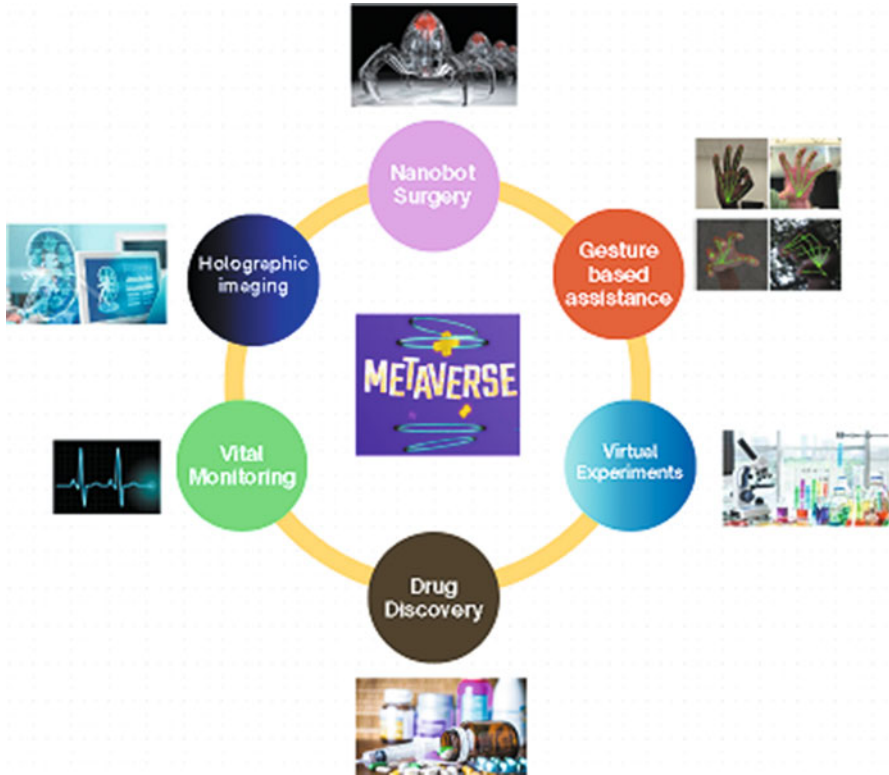 Nanobot
Surgery
Gesture
based
assistance
Holographic
imaging
METAVERSE
Vital
Monitoring
Virtual
Experiments
Drug
Discovery